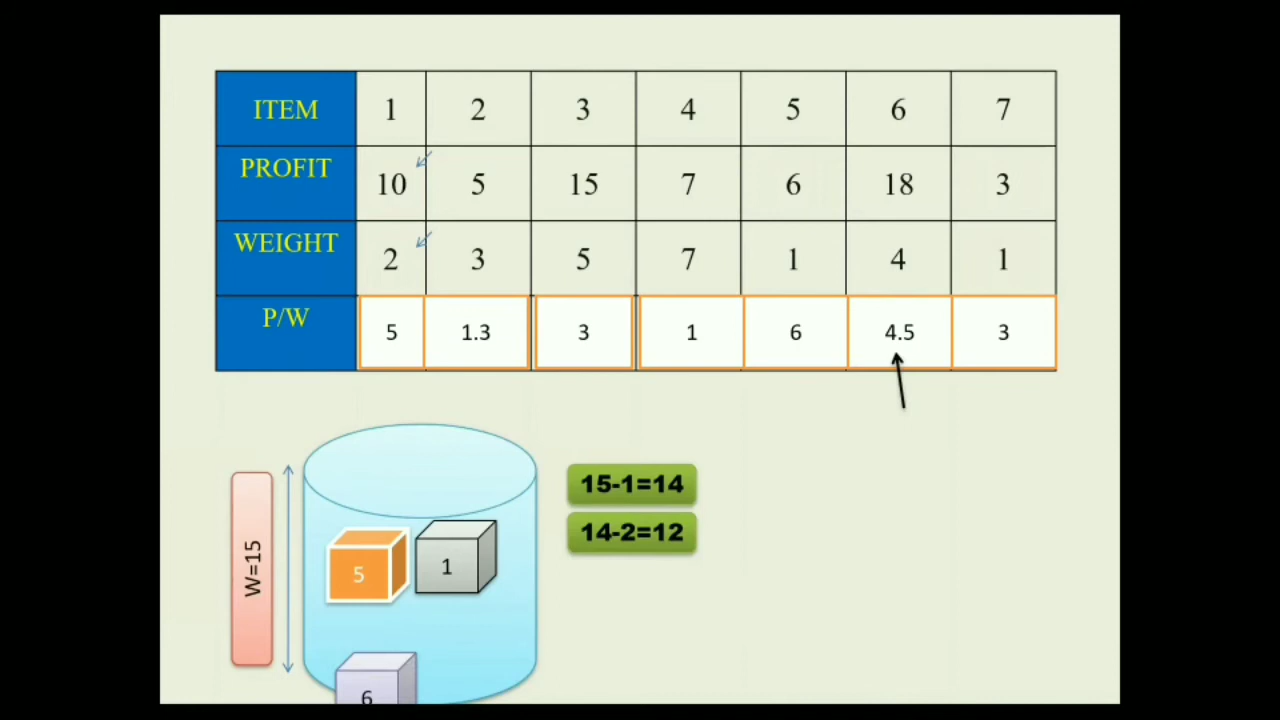 ITEM 1 2 3 4 5 6 7
PROFIT 10 5 15 7 6 18 3
WEIGHT 2 3 5 7 1 4 1
P/W 5 1.3 3 1 6 4.5 3
W=15
15-1=14
14-2=12
5 1
6